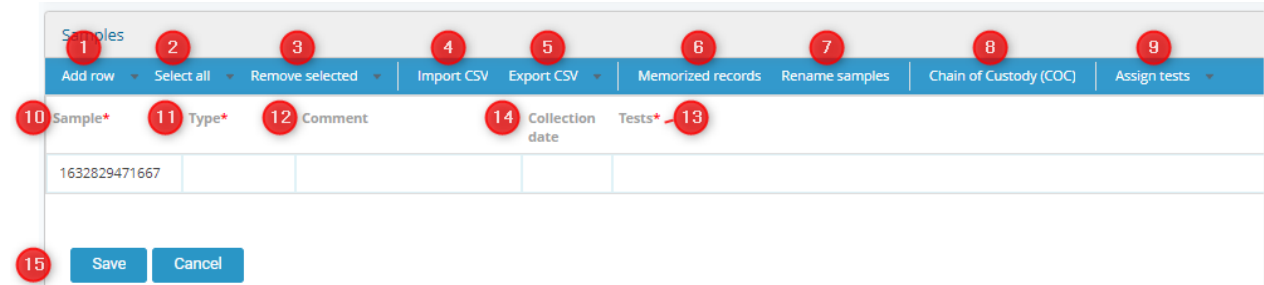 Samples
1 2 3 4 5 6 7 8 9
Add row Select all Remove selected Import CSV Export CSV Memorized records Rename samples Chain of Custody (COC) Assign tests
10 Sample* 11 Type* 12 Comment 14 Collection Tests* 13
date
1632829471667
15 Save Cancel